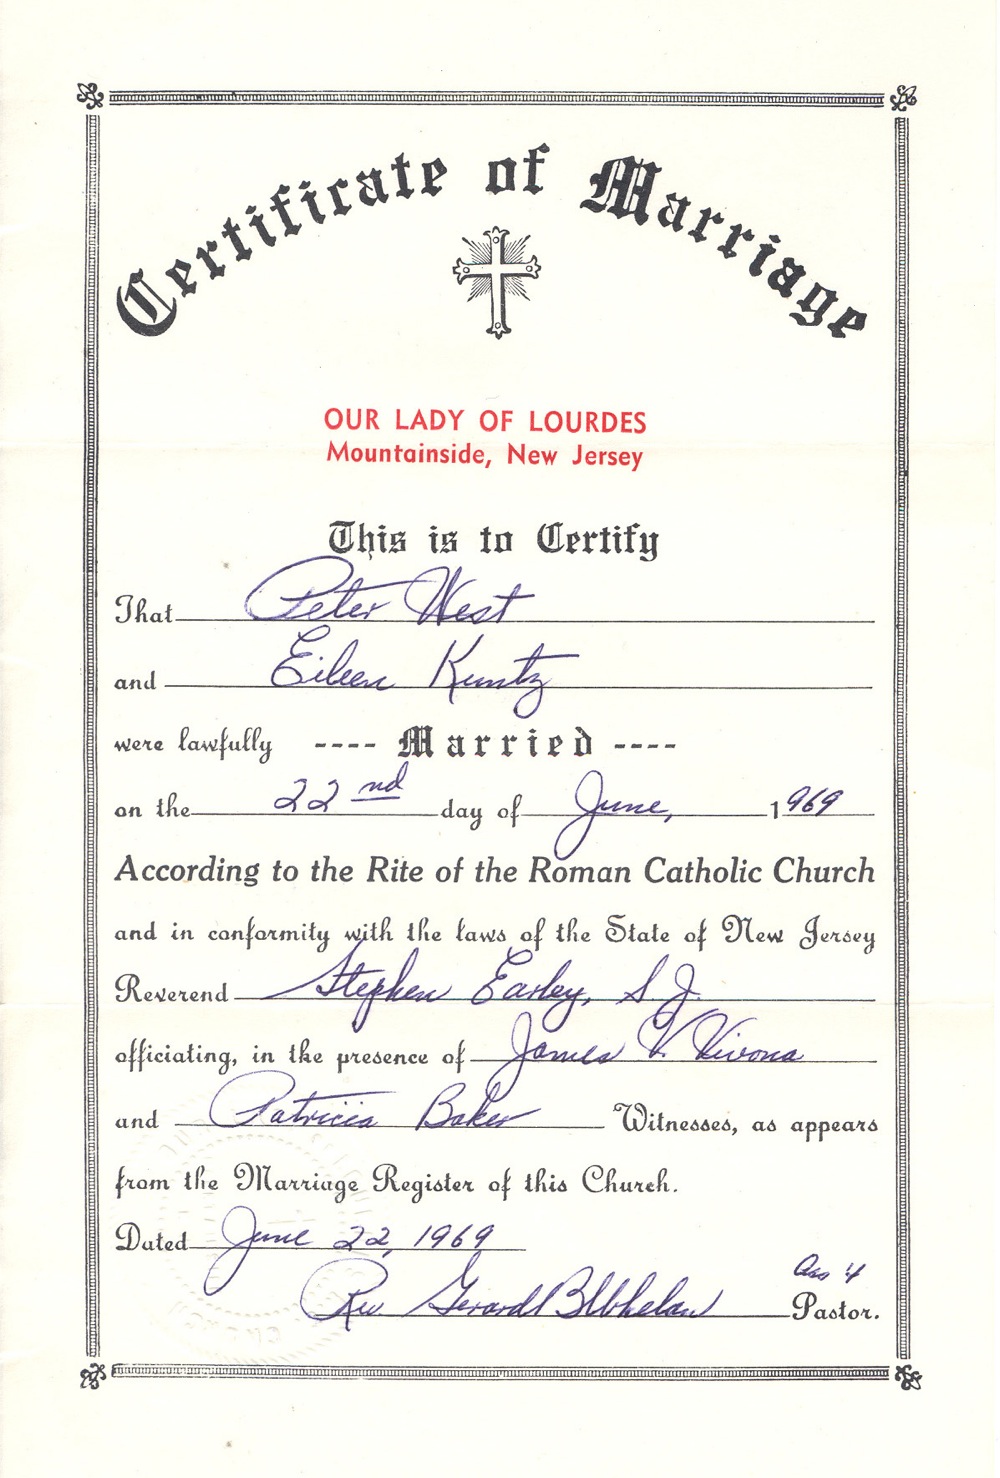 Certificate of Marriage
OUR LADY OF LOURDES
Mountainside, New Jersey
This is to Certify
That Peter West
and Eileen Kuntz
were lawfully ---- Married ----
on the 22nd day of June, 1969
According to the Rite of the Roman Catholic Church
and in conformity with the laws of the State of New Jersey
Reverend Stephen Earley, S.J.
officiating, in the presence of James V. Vivona
and Patricia Baker Witnesses, as appears
from the Marriage Register of this Church.
Dated June 22, 1969
Rev Gerard Pastor.